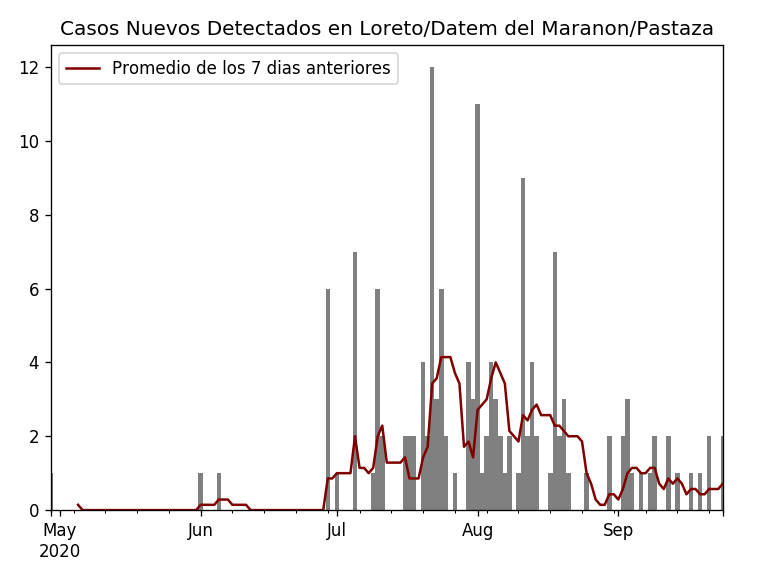 Casos Nuevos Detectados en Loreto/Datem del Maranon/Pastaza
Promedio de los 7 dias anteriores
12
10
8
6
4
2
0
May Jun Jul Aug Sep
2020